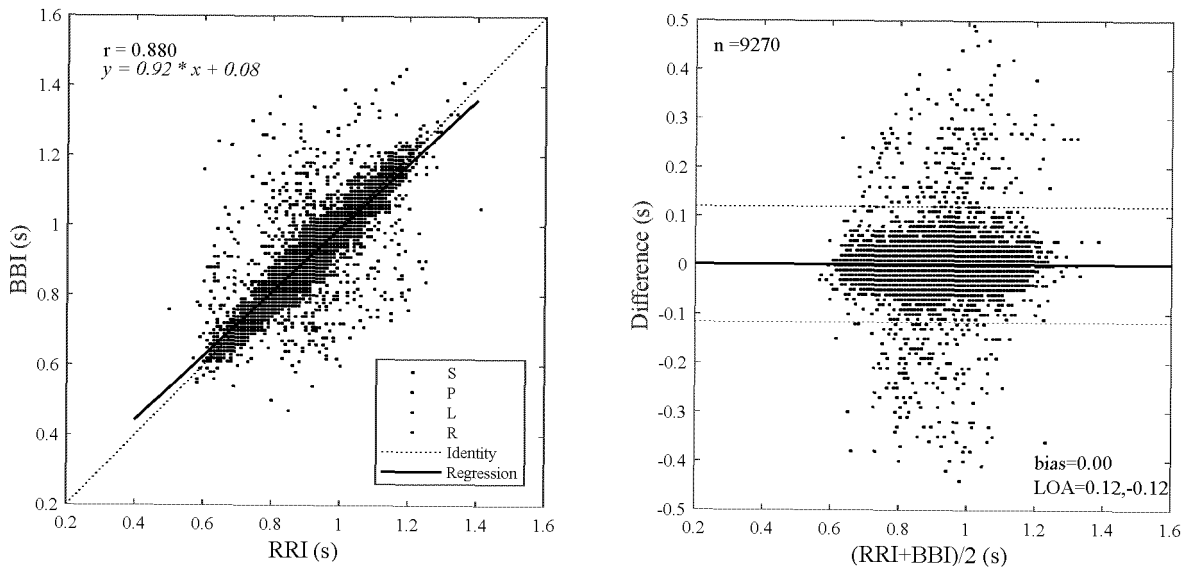 r = 0.880
y = 0.92 * x + 0.08
1.6
1.4
1.2
1
0.8
0.6
0.4
0.2
BBI (s)
S
P
L
R
Identity
Regression
0.2 0.4 0.6 0.8 1 1.2 1.4 1.6
RRI (s)
n =9270
0.5
0.4
0.3
0.2
0.1
0
-0.1
-0.2
-0.3
-0.4
-0.5
Difference (s)
bias=0.00
LOA=0.12,-0.12
0.2 0.4 0.6 0.8 1 1.2 1.4 1.6
(RRI+BBI)/2 (s)